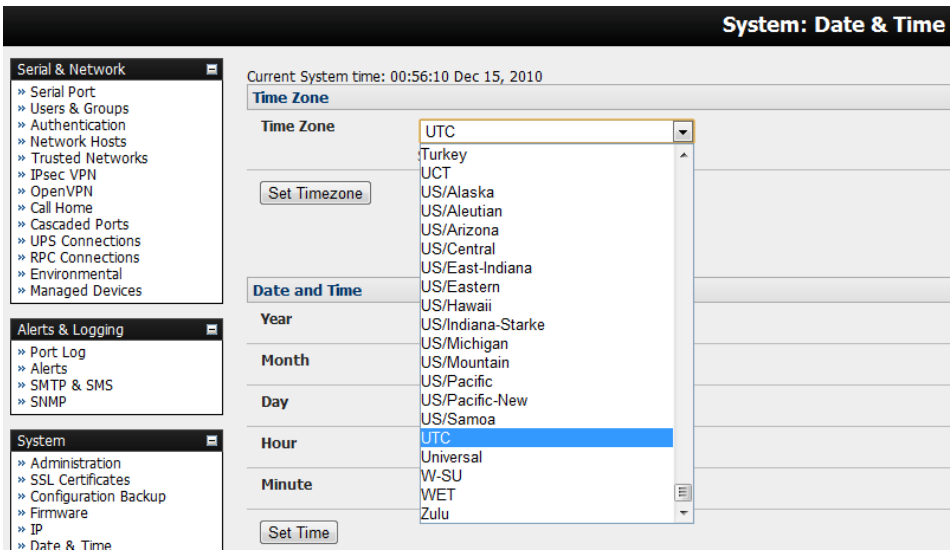 System: Date & Time
Serial & Network
» Serial Port
» Users & Groups
» Authentication
» Network Hosts
» Trusted Networks
» IPsec VPN
» OpenVPN
» Call Home
» Cascaded Ports
» UPS Connections
» RPC Connections
» Environmental
» Managed Devices
Alerts & Logging
» Port Log
» Alerts
» SMTP & SMS
» SNMP
System
» Administration
» SSL Certificates
» Configuration Backup
» Firmware
» IP
» Date & Time
Current System time: 00:56:10 Dec 15, 2010
Time Zone
Time Zone
UTC
Turkey
UCT
US/Alaska
US/Aleutian
US/Arizona
US/Central
US/East-Indiana
US/Eastern
US/Hawaii
US/Indiana-Starke
US/Michigan
US/Mountain
US/Pacific
US/Pacific-New
US/Samoa
UTC
Universal
W-SU
WET
Zulu
Set Timezone
Date and Time
Year
Month
Day
Hour
Minute
Set Time